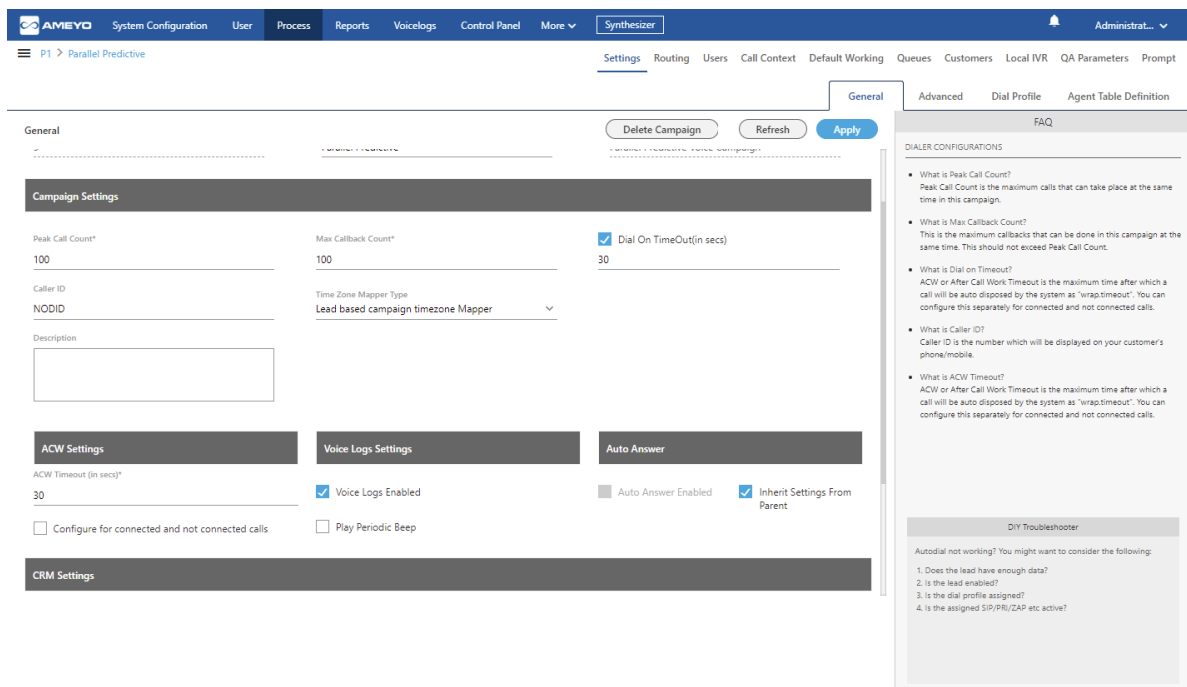 AMEYO System Configuration User Process Reports Voicelogs Control Panel More Synthesizer Administrat...
P1 > Parallel Predictive
Settings Routing Users Call Context Default Working Queues Customers Local IVR QA Parameters Prompt
General Advanced Dial Profile Agent Table Definition
General Delete Campaign Refresh Apply
Parallel Predictive Parallel Predictive Voice Campaign
Campaign Settings
Peak Call Count* Max Callback Count* Dial On TimeOut(in secs)
100 100 30
Caller ID Time Zone Mapper Type
NODID Lead based campaign timezone Mapper
Description
ACW Settings Voice Logs Settings Auto Answer
ACW Timeout (in secs)*
30 Voice Logs Enabled Auto Answer Enabled Inherit Settings From
Parent
Configure for connected and not connected calls Play Periodic Beep
CRM Settings
FAQ
DIALER CONFIGURATIONS
• What is Peak Call Count?
Peak Call Count is the maximum calls that can take place at the
same time in this campaign.
• What is Max Callback Count?
This is the maximum callbacks that can be done in this campaign at the
same time. This should not exceed Peak Call Count.
• What is Dial on Timeout?
ACW or After Call Work Timeout is the maximum time after which a
call will be auto disposed by the system as "wrap.timeout". You can
configure this separately for connected and not connected calls.
• What is Caller ID?
Caller ID is the number which will be displayed on your customer's
phone/mobile.
• What is ACW Timeout?
ACW or After Call Work Timeout is the maximum time after which a
call will be auto disposed by the system as "wrap.timeout". You can
configure this separately for connected and not connected calls.
DIY Troubleshooter
Autodial not working? You might want to consider the following:
1. Does the lead have enough data?
2. Is the lead enabled?
3. Is the dial profile assigned?
4. Is the assigned SIP/PRI/ZAP etc active?